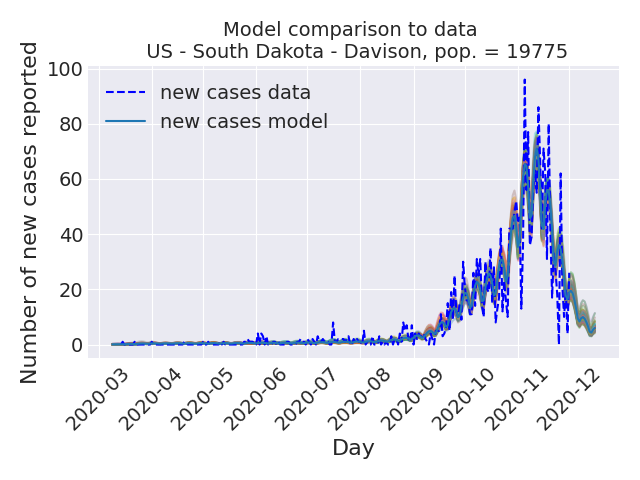 Model comparison to data
US - South Dakota - Davison, pop. = 19775
Number of new cases reported
100
80
60
40
20
0
new cases data
new cases model
2020-03
2020-04
2020-05
2020-06
2020-07
2020-08
2020-09
2020-10
2020-11
2020-12
Day